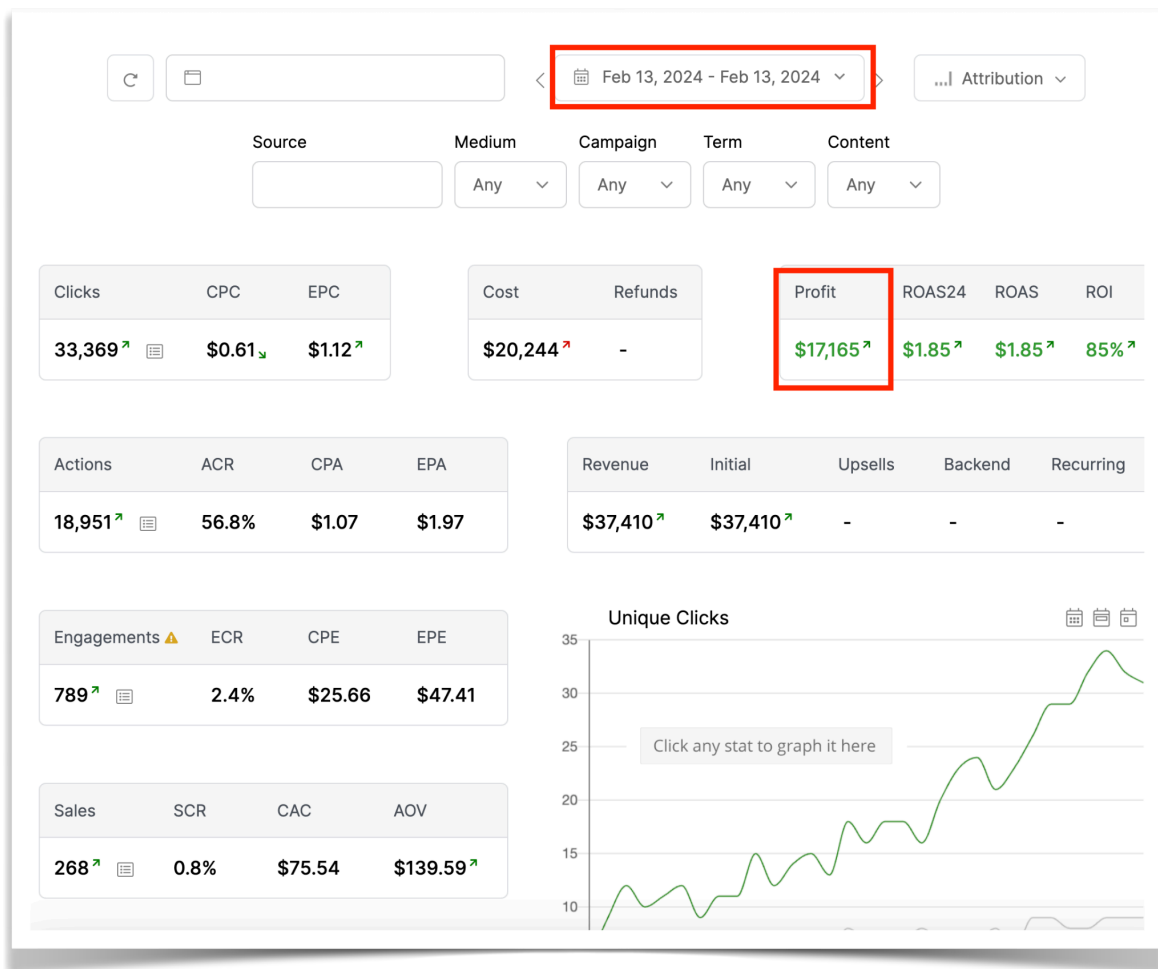 Feb 13, 2024 - Feb 13, 2024
Attribution
Source Medium Campaign Term Content
Any Any Any Any
Clicks CPC EPC
33,369 $0.61 $1.12
Cost Refunds
$20,244 -
Profit ROAS24 ROAS ROI
$17,165 $1.85 $1.85 85%
Actions ACR CPA EPA
18,951 56.8% $1.07 $1.97
Revenue Initial Upsells Backend Recurring
$37,410 $37,410 - - -
Engagements ECR CPE EPE
789 2.4% $25.66 $47.41
Sales SCR CAC AOV
268 0.8% $75.54 $139.59
Unique Clicks
35
30
25
Click any stat to graph it here
20
15
10